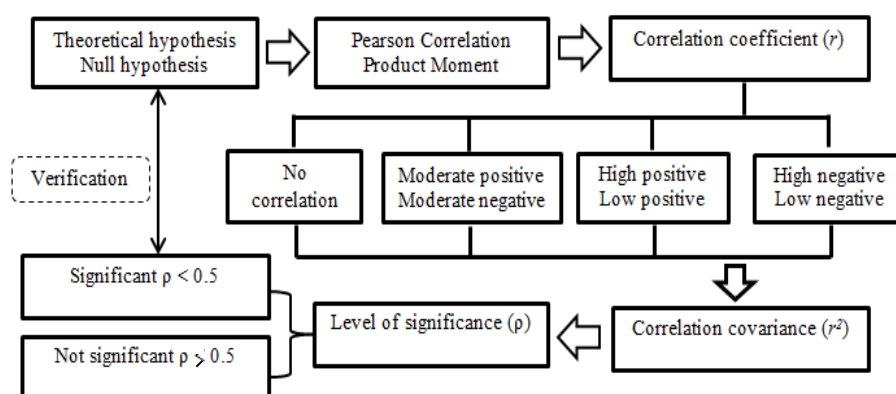 Theoretical hypothesis
Null hypothesis
Pearson Correlation
Product Moment
Correlation coefficient (r)
Verification
No
correlation
Moderate positive
Moderate negative
High positive
Low positive
High negative
Low negative
Significant ρ < 0.5
Level of significance (ρ)
Correlation covariance (r²)
Not significant ρ > 0.5